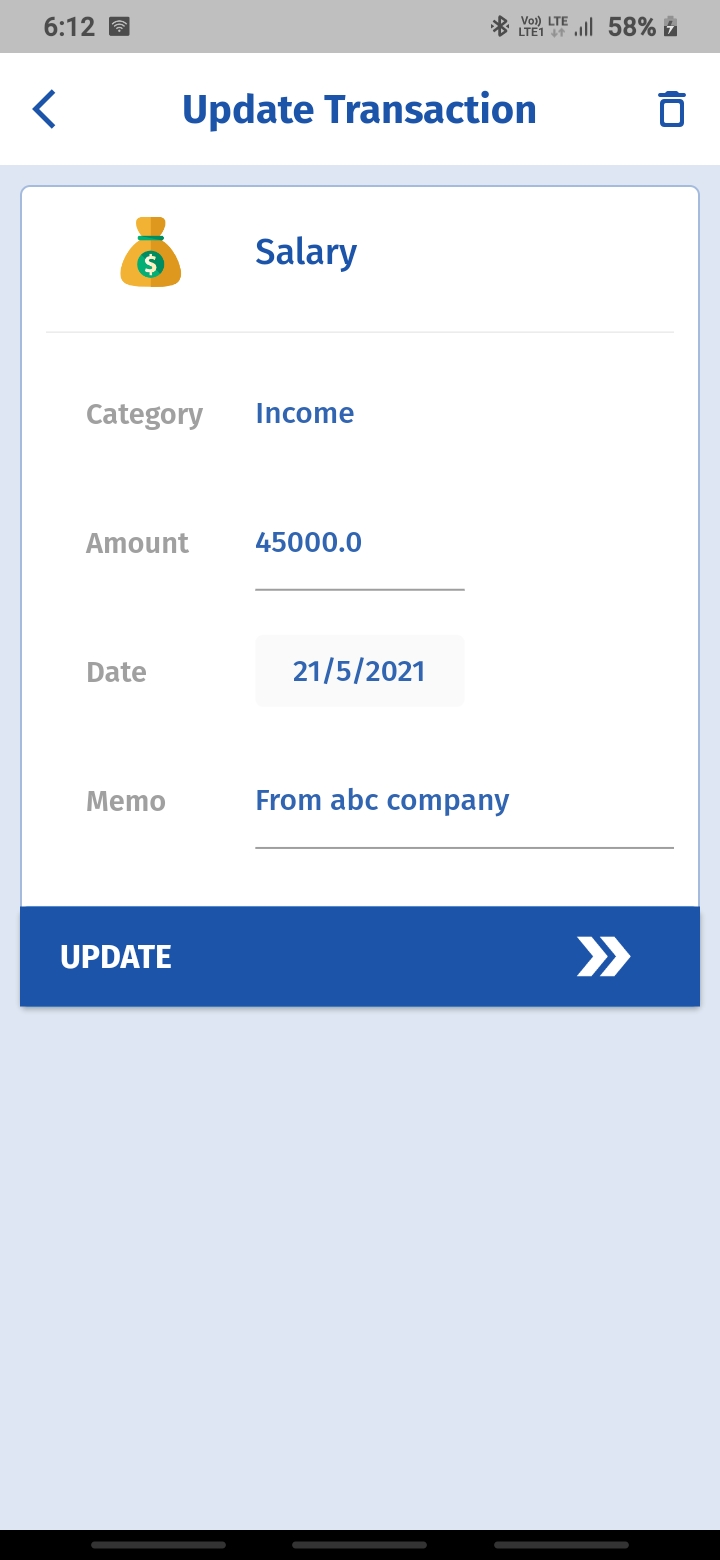 6:12 Vo)) LTE LTE1 58%
Update Transaction
$ Salary
Category Income
Amount 45000.0
Date 21/5/2021
Memo From abc company
UPDATE